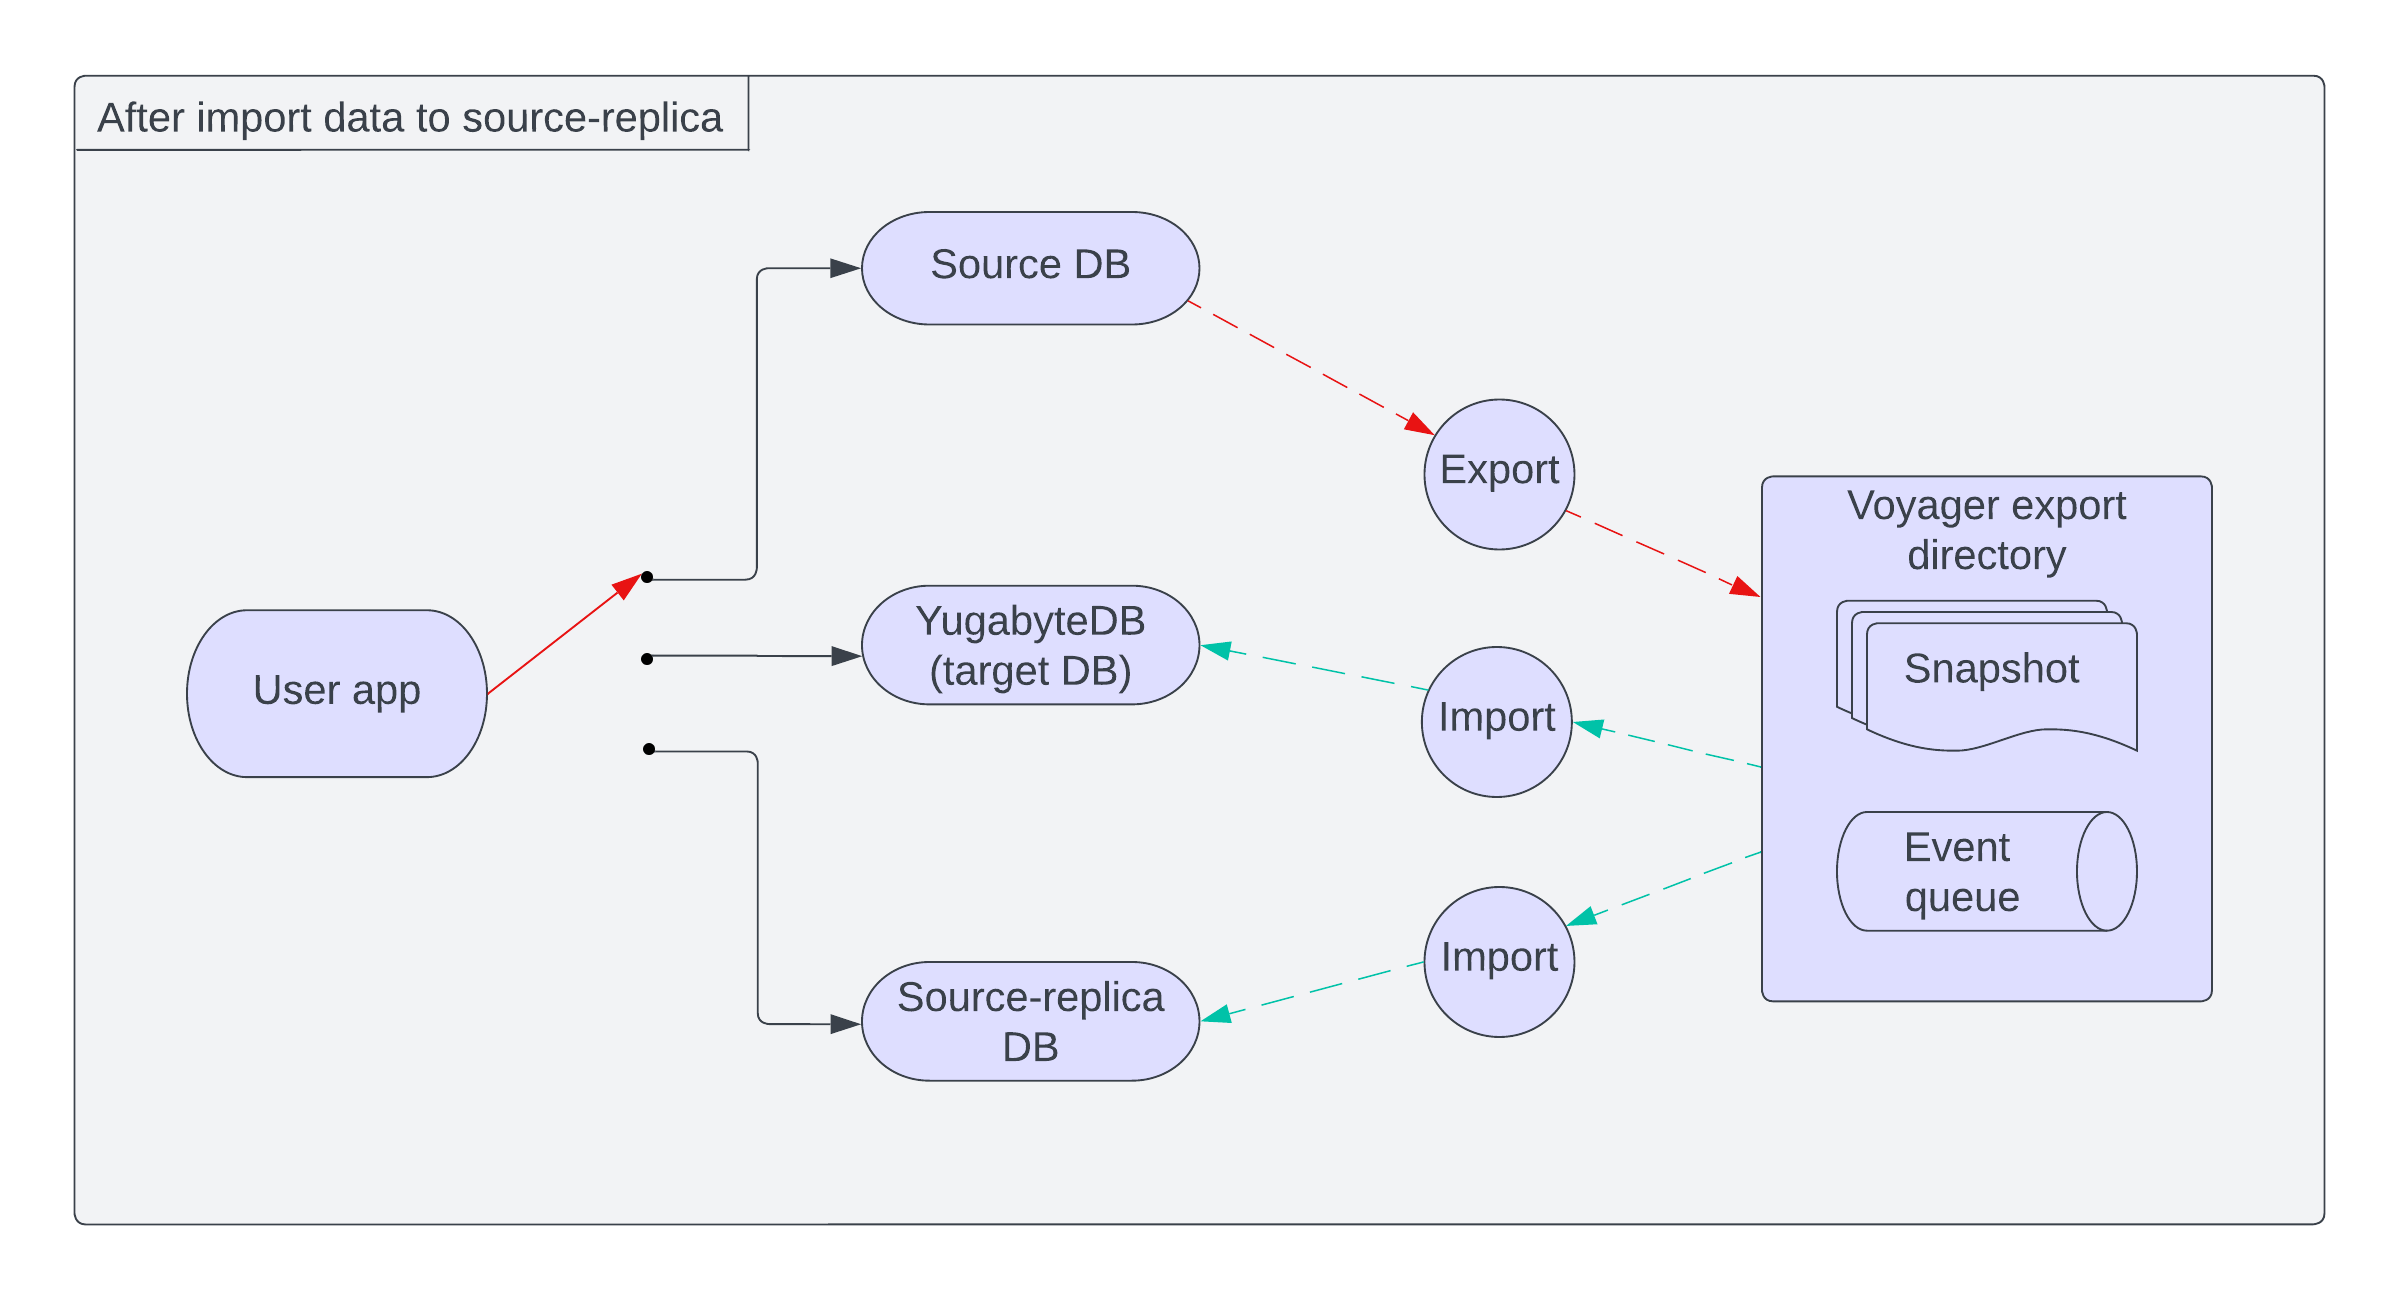 After import data to source-replica
Source DB
Export
Voyager export
directory
YugabyteDB
(target DB)
Snapshot
User app
Import
Event
queue
Import
Source-replica
DB